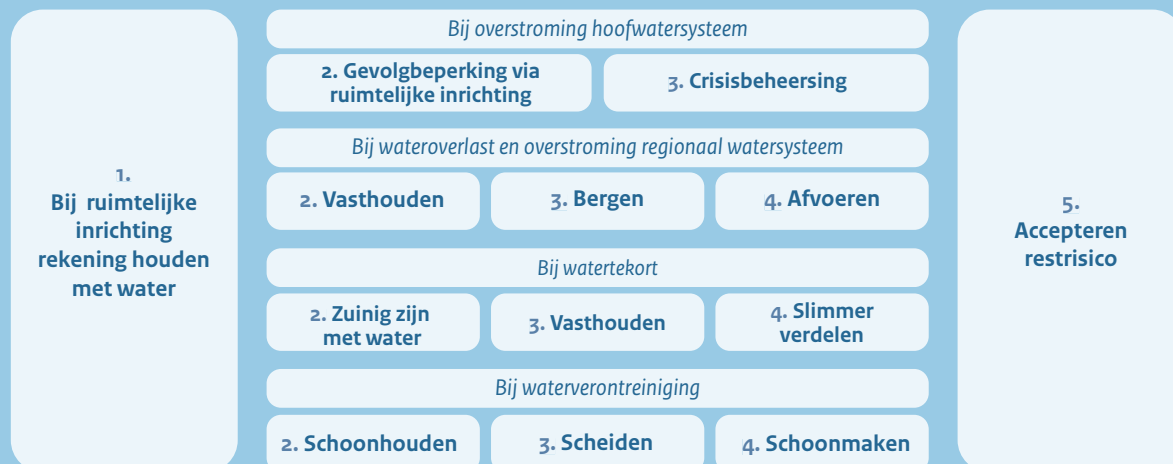 1.
Bij ruimtelijke
inrichting
rekening houden
met water
Bij overstroming hoofwatersysteem
2. Gevolgbeperking via
ruimtelijke inrichting
3. Crisisbeheersing
Bij wateroverlast en overstroming regionaal watersysteem
2. Vasthouden
3. Bergen
4. Afvoeren
Bij watertekort
2. Zuinig zijn
met water
3. Vasthouden
4. Slimmer
verdelen
Bij waterverontreiniging
2. Schoonhouden
3. Scheiden
4. Schoonmaken
5.
Accepteren
restrisico